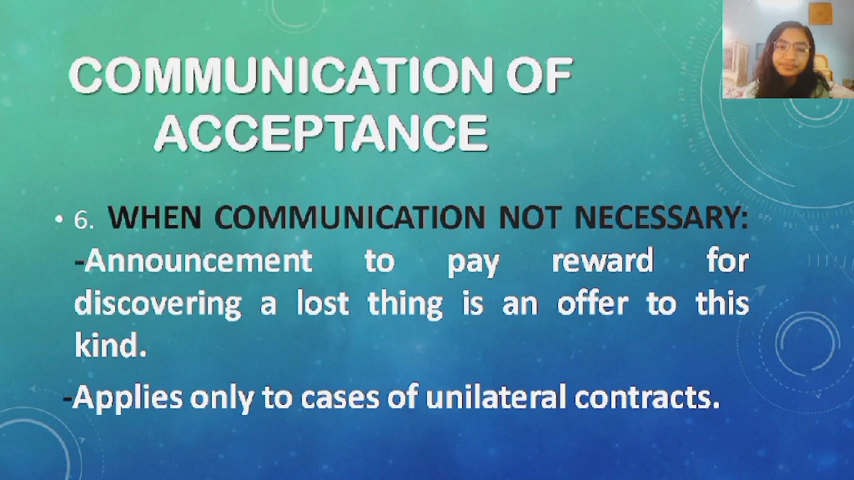 COMMUNICATION OF
ACCEPTANCE
• 6. WHEN COMMUNICATION NOT NECESSARY:
-Announcement to pay reward for
discovering a lost thing is an offer to this
kind.
-Applies only to cases of unilateral contracts.